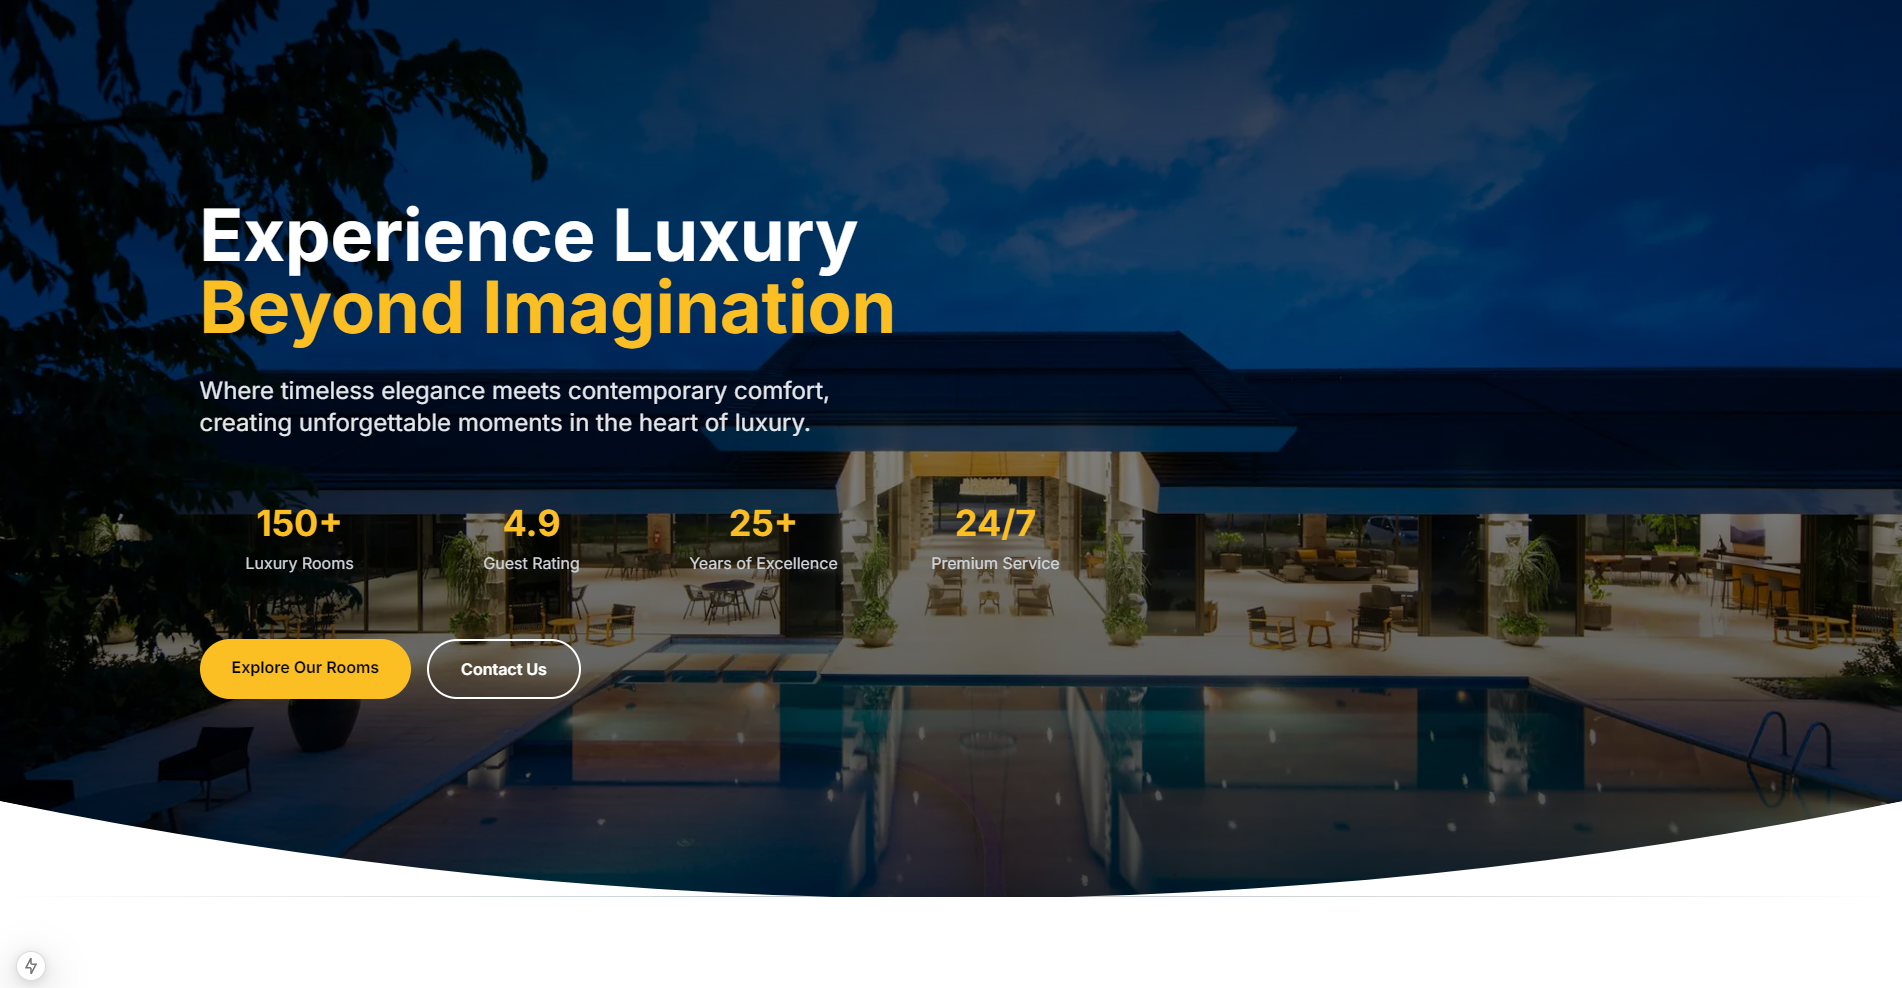 Experience Luxury
Beyond Imagination
Where timeless elegance meets contemporary comfort,
creating unforgettable moments in the heart of luxury.
150+
Luxury Rooms
4.9
Guest Rating
25+
Years of Excellence
24/7
Premium Service
Explore Our Rooms
Contact Us